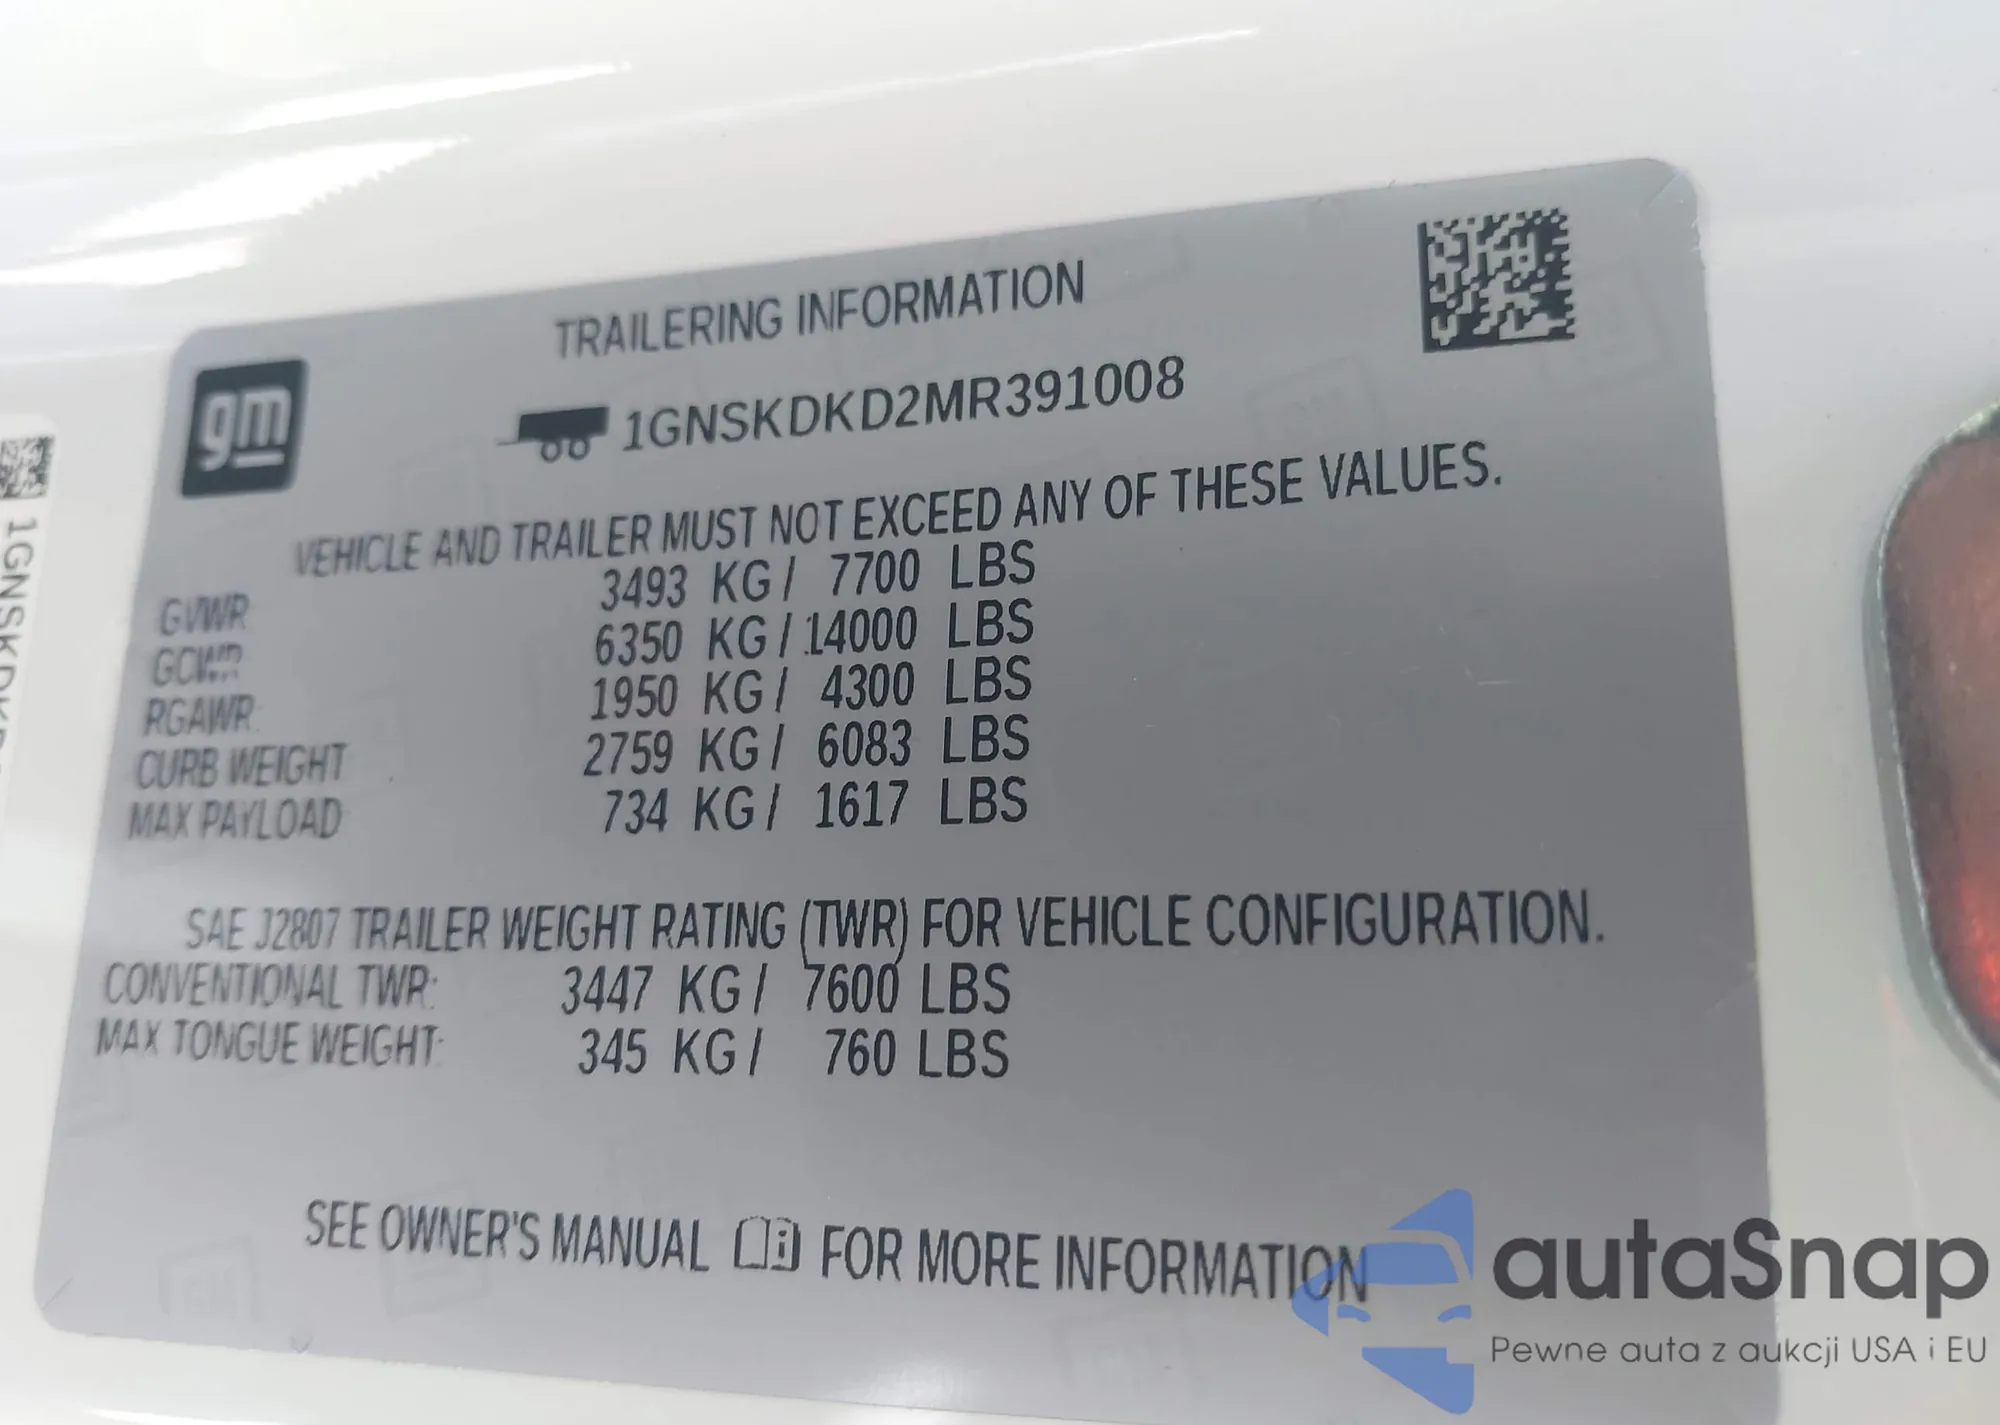 TRAILERING INFORMATION
gm
1GNSKDKD2MR391008
VEHICLE AND TRAILER MUST NOT EXCEED ANY OF THESE VALUES.
GVWR 3493 KG/ 7700 LBS
GCWR 6350 KG/14000 LBS
RGAWR: 1950 KG/ 4300 LBS
CURB WEIGHT 2759 KG/ 6083 LBS
MAX PAYLOAD 734 KG/ 1617 LBS
SAE J2807 TRAILER WEIGHT RATING (TWR) FOR VEHICLE CONFIGURATION.
CONVENTIONAL TWR: 3447 KG/ 7600 LBS
MAX TONGUE WEIGHT: 345 KG/ 760 LBS
SEE OWNER'S MANUAL i FOR MORE INFORMATION
1GNSKDK
autaSnap
Pewne auta z aukcji USA i EU